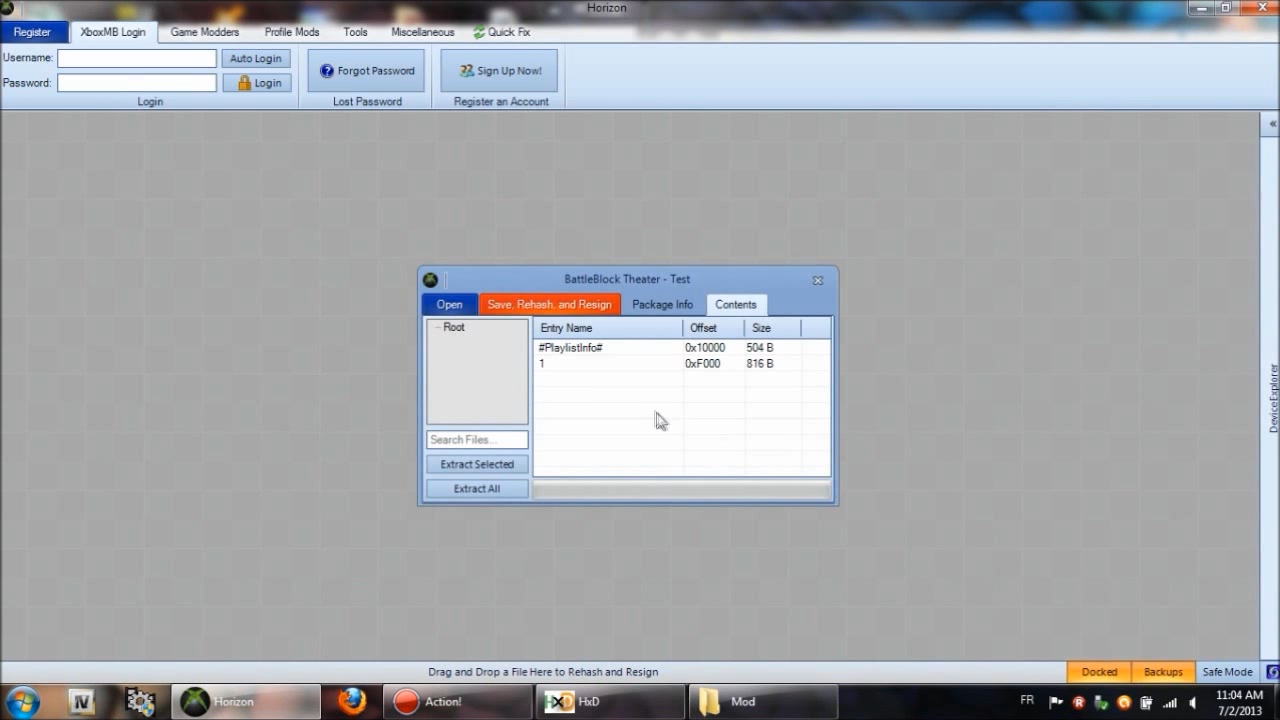 Horizon
Register XboxMB Login Game Modders Profile Mods Tools Miscellaneous Quick Fix
Username: Auto Login Forgot Password Sign Up Now!
Password: Login
Login Lost Password Register an Account
«
BattleBlock Theater - Test
Open Save, Rehash, and Resign Package Info Contents
Root Entry Name Offset Size
#PlaylistInfo# 0x10000 504 B
1 0xF000 816 B
Search Files...
Extract Selected
Extract All
DeviceExplorer
Drag and Drop a File Here to Rehash and Resign Docked Backups Safe Mode
IV Horizon Action! HxD HxD Mod FR 11:04 AM
7/2/2013